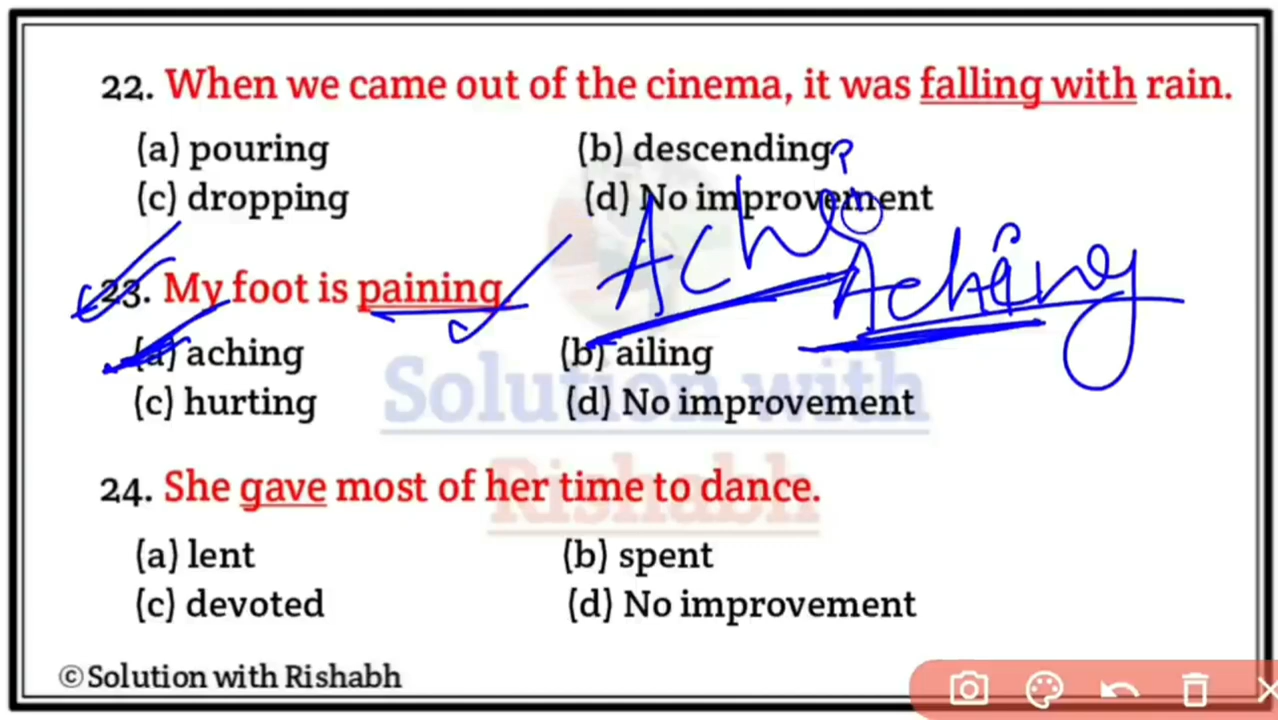 22. When we came out of the cinema, it was falling with rain.
(a) pouring (b) descending
(c) dropping (d) No improvement
23. My foot is paining
(a) aching (b) ailing
(c) hurting (d) No improvement
Aching
Solution with
Rishabh
24. She gave most of her time to dance.
(a) lent (b) spent
(c) devoted (d) No improvement
©Solution with Rishabh